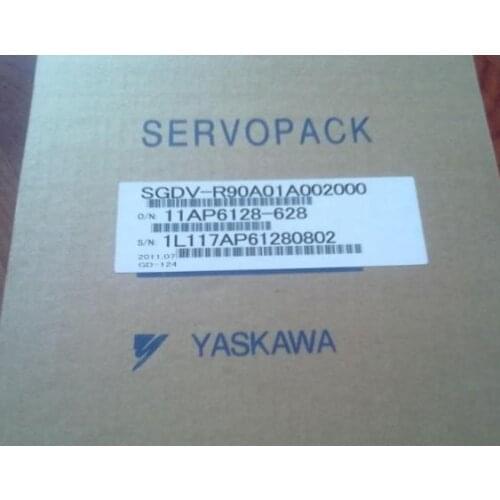 SERVOPACK
SGDV-R90A01A002000
O/N: 11AP6128-628
S/N: 1L117AP61280802
2011.07
GD-124
YASKAWA